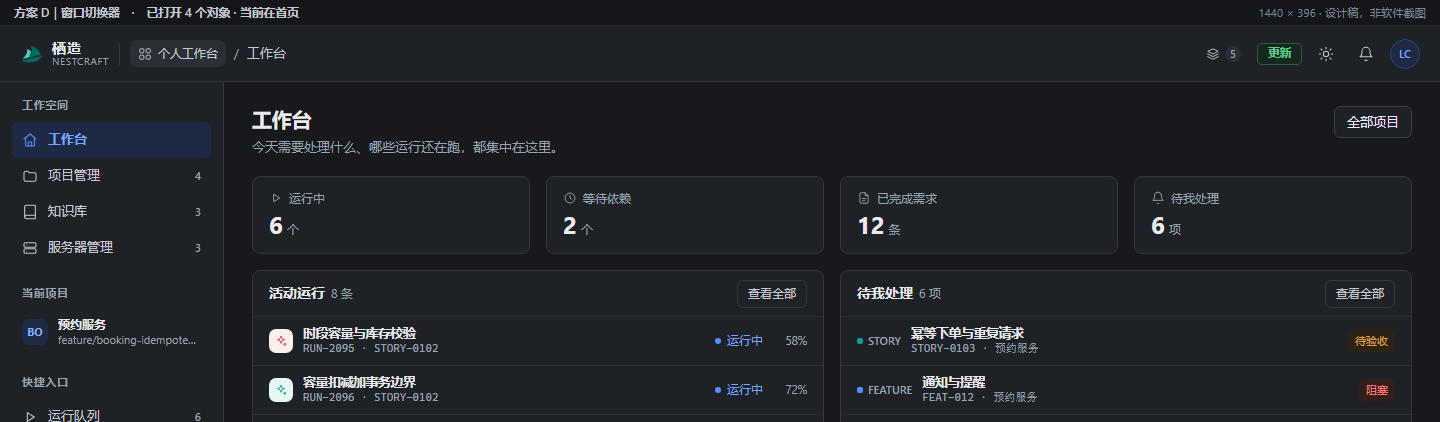 方案 D | 窗口切换器 · 已打开 4 个对象 · 当前在首页
1440 × 396 · 设计稿，非软件截图
栖造
NESTCRAFT
个人工作台 / 工作台
5
更新
LC
工作空间
工作台
项目管理 4
知识库 3
服务器管理 3
当前项目
BO
预约服务
feature/booking-idempote...
快捷入口
运行队列 6
工作台
今天需要处理什么、哪些运行还在跑，都集中在这里。
全部项目
运行中
6 个
等待依赖
2 个
已完成需求
12 条
待我处理
6 项
活动运行 8 条
查看全部
时段容量与库存校验
RUN-2095 · STORY-0102
运行中 58%
容量扣减加事务边界
RUN-2096 · STORY-0102
运行中 72%
待我处理 6 项
查看全部
STORY 幂等下单与重复请求
STORY-0103 · 预约服务
待验收
FEATURE 通知与提醒
FEAT-012 · 预约服务
阻塞